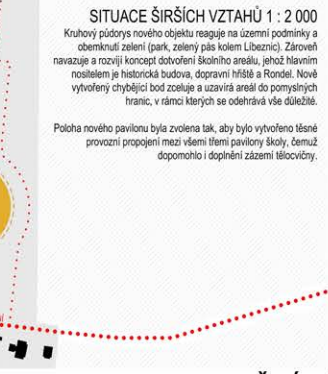 SITUACE ŠIRŠÍCH VZTAHŮ 1 : 2 000
Kruhový půdorys nového objektu reaguje na územní podmínky a
obemknutí zelení (park, zelený pás kolem Líbeznic). Zároveň
navazuje a rozvíjí koncept dotvoření školního areálu, jehož hlavním
nositelem je historická budova, dopravní hřiště a Rondel. Nově
vytvořený chybějící bod zceluje a uzavírá areál do pomyslných
hranic, v rámci kterých se odehrává vše důležité.
Poloha nového pavilonu byla zvolena tak, aby bylo vytvořeno těsné
provozní propojení mezi všemi třemi pavilony školy, čemuž
dopomohlo i doplnění zázemí tělocvičny.